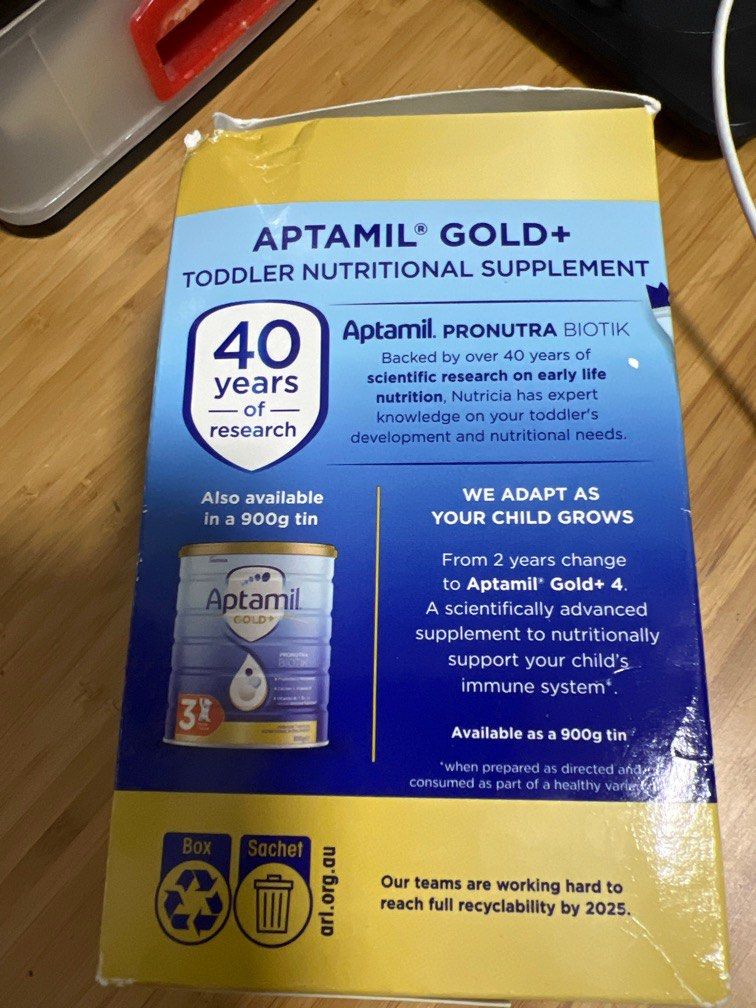 APTAMIL® GOLD+
TODDLER NUTRITIONAL SUPPLEMENT
40
years
of
research
Aptamil PRONUTRA BIOTIK
Backed by over 40 years of
scientific research on early life
nutrition, Nutricia has expert
knowledge on your toddler's
development and nutritional needs.
Also available
in a 900g tin
Aptamil
GOLD+
PRONUTRA
BIOTIK
3
WE ADAPT AS
YOUR CHILD GROWS
From 2 years change
to Aptamil® Gold+ 4.
A scientifically advanced
supplement to nutritionally
support your child's
immune system*.
Available as a 900g tin
*when prepared as directed and
consumed as part of a healthy
Box
Sachet
arl.org.au
Our teams are working hard to
reach full recyclability by 2025.